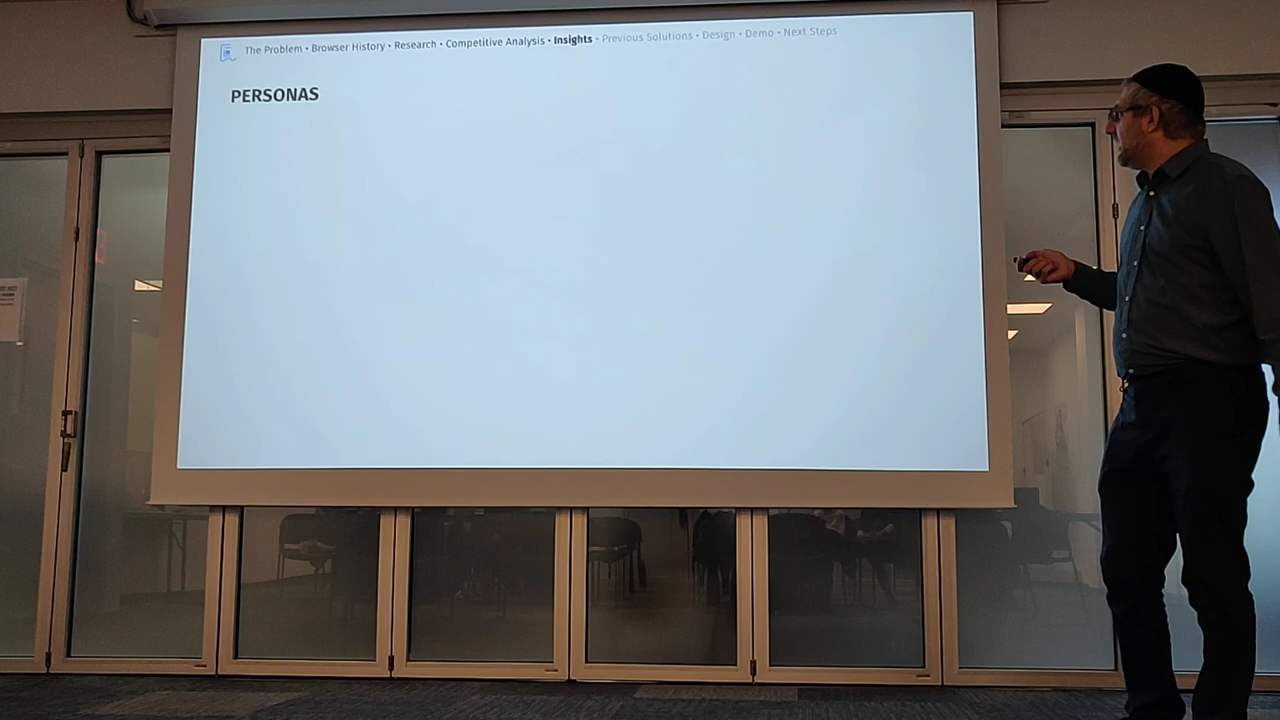 The Problem • Browser History • Research • Competitive Analysis • Insights • Previous Solutions • Design • Demo • Next Steps
PERSONAS